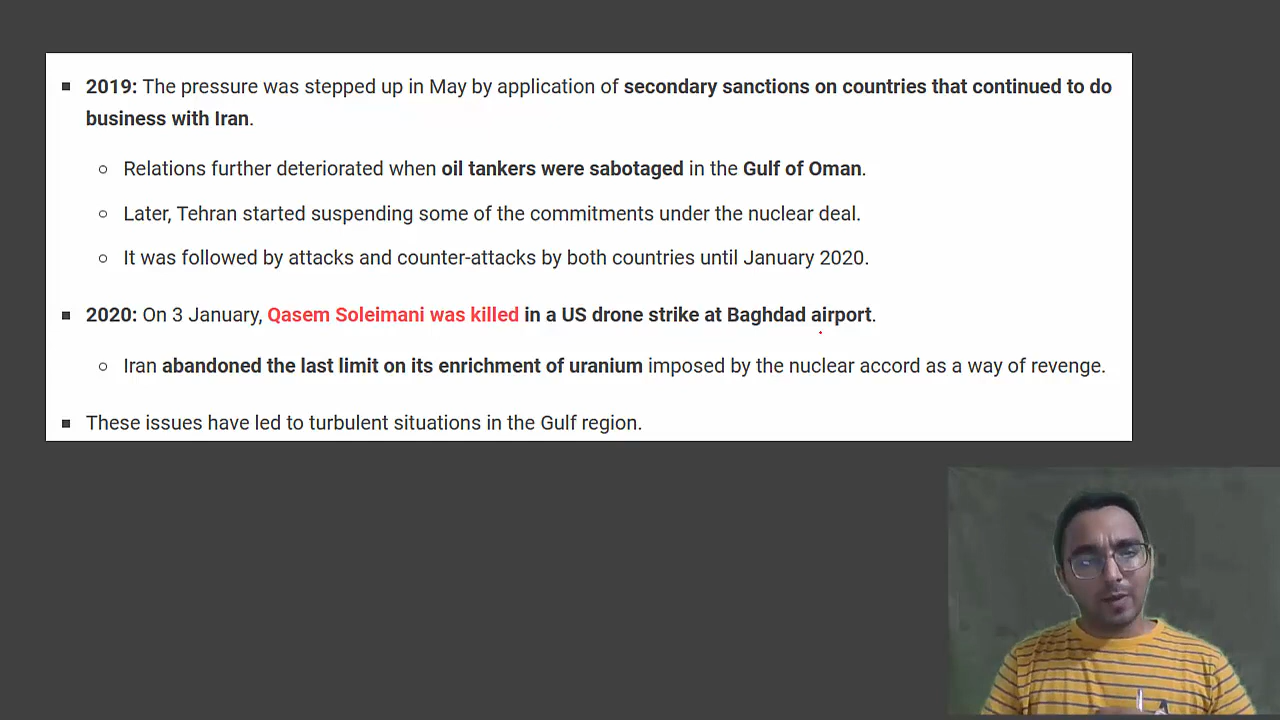 2019: The pressure was stepped up in May by application of secondary sanctions on countries that continued to do
business with Iran.
Relations further deteriorated when oil tankers were sabotaged in the Gulf of Oman.
Later, Tehran started suspending some of the commitments under the nuclear deal.
It was followed by attacks and counter-attacks by both countries until January 2020.
2020: On 3 January, Qasem Soleimani was killed in a US drone strike at Baghdad airport.
Iran abandoned the last limit on its enrichment of uranium imposed by the nuclear accord as a way of revenge.
These issues have led to turbulent situations in the Gulf region.